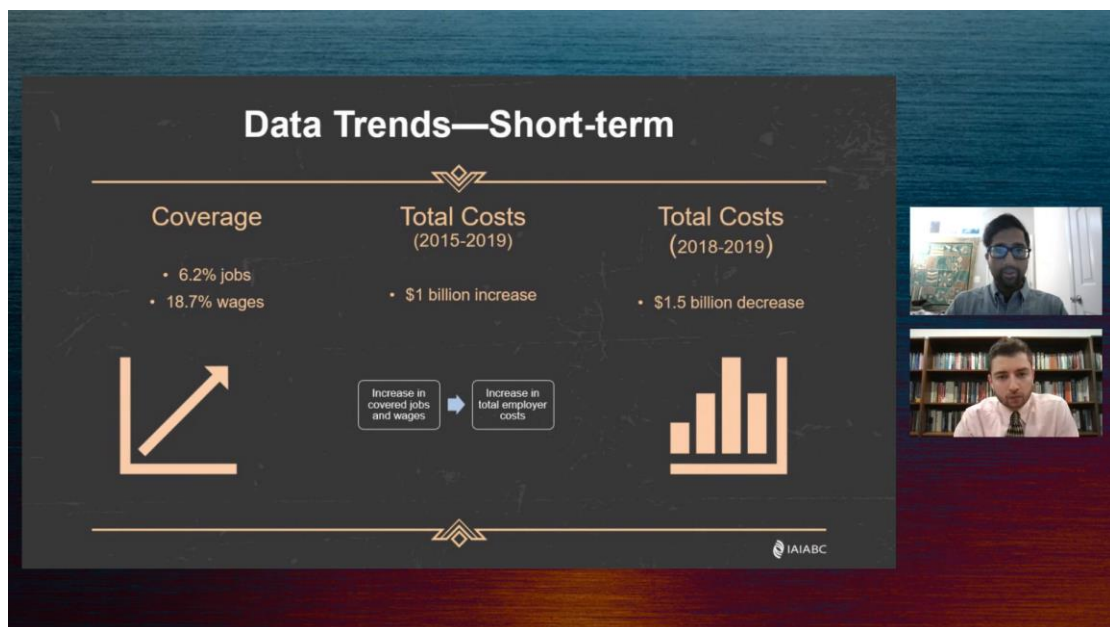 Data Trends—Short-term
Coverage
• 6.2% jobs
• 18.7% wages
Total Costs
(2015-2019)
• $1 billion increase
Increase in
covered jobs
and wages
Increase in
total employer
costs
Total Costs
(2018-2019)
• $1.5 billion decrease
IAIABC